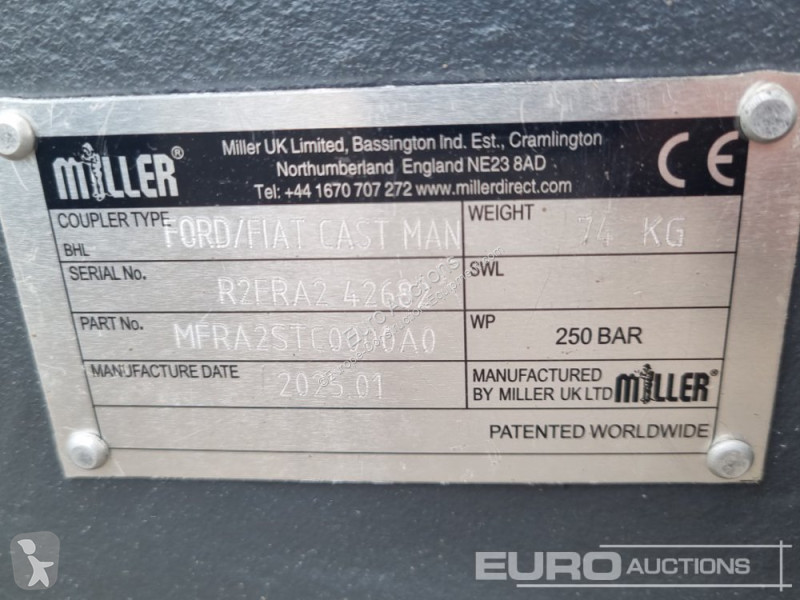 MILLER®
Miller UK Limited, Bassington Ind. Est., Cramlington
Northumberland England NE23 8AD
Tel: +44 1670 707 272 www.millerdirect.com
CE
COUPLER TYPE FORD/FIAT CAST MAN
BHL
WEIGHT 74 KG
SERIAL No. R2FRA2
SWL
PART No.
WP 250 BAR
MANUFACTURE DATE 2025.01
MANUFACTURED
BY MILLER UK LTD MILLER
PATENTED WORLDWIDE
EURO AUCTIONS